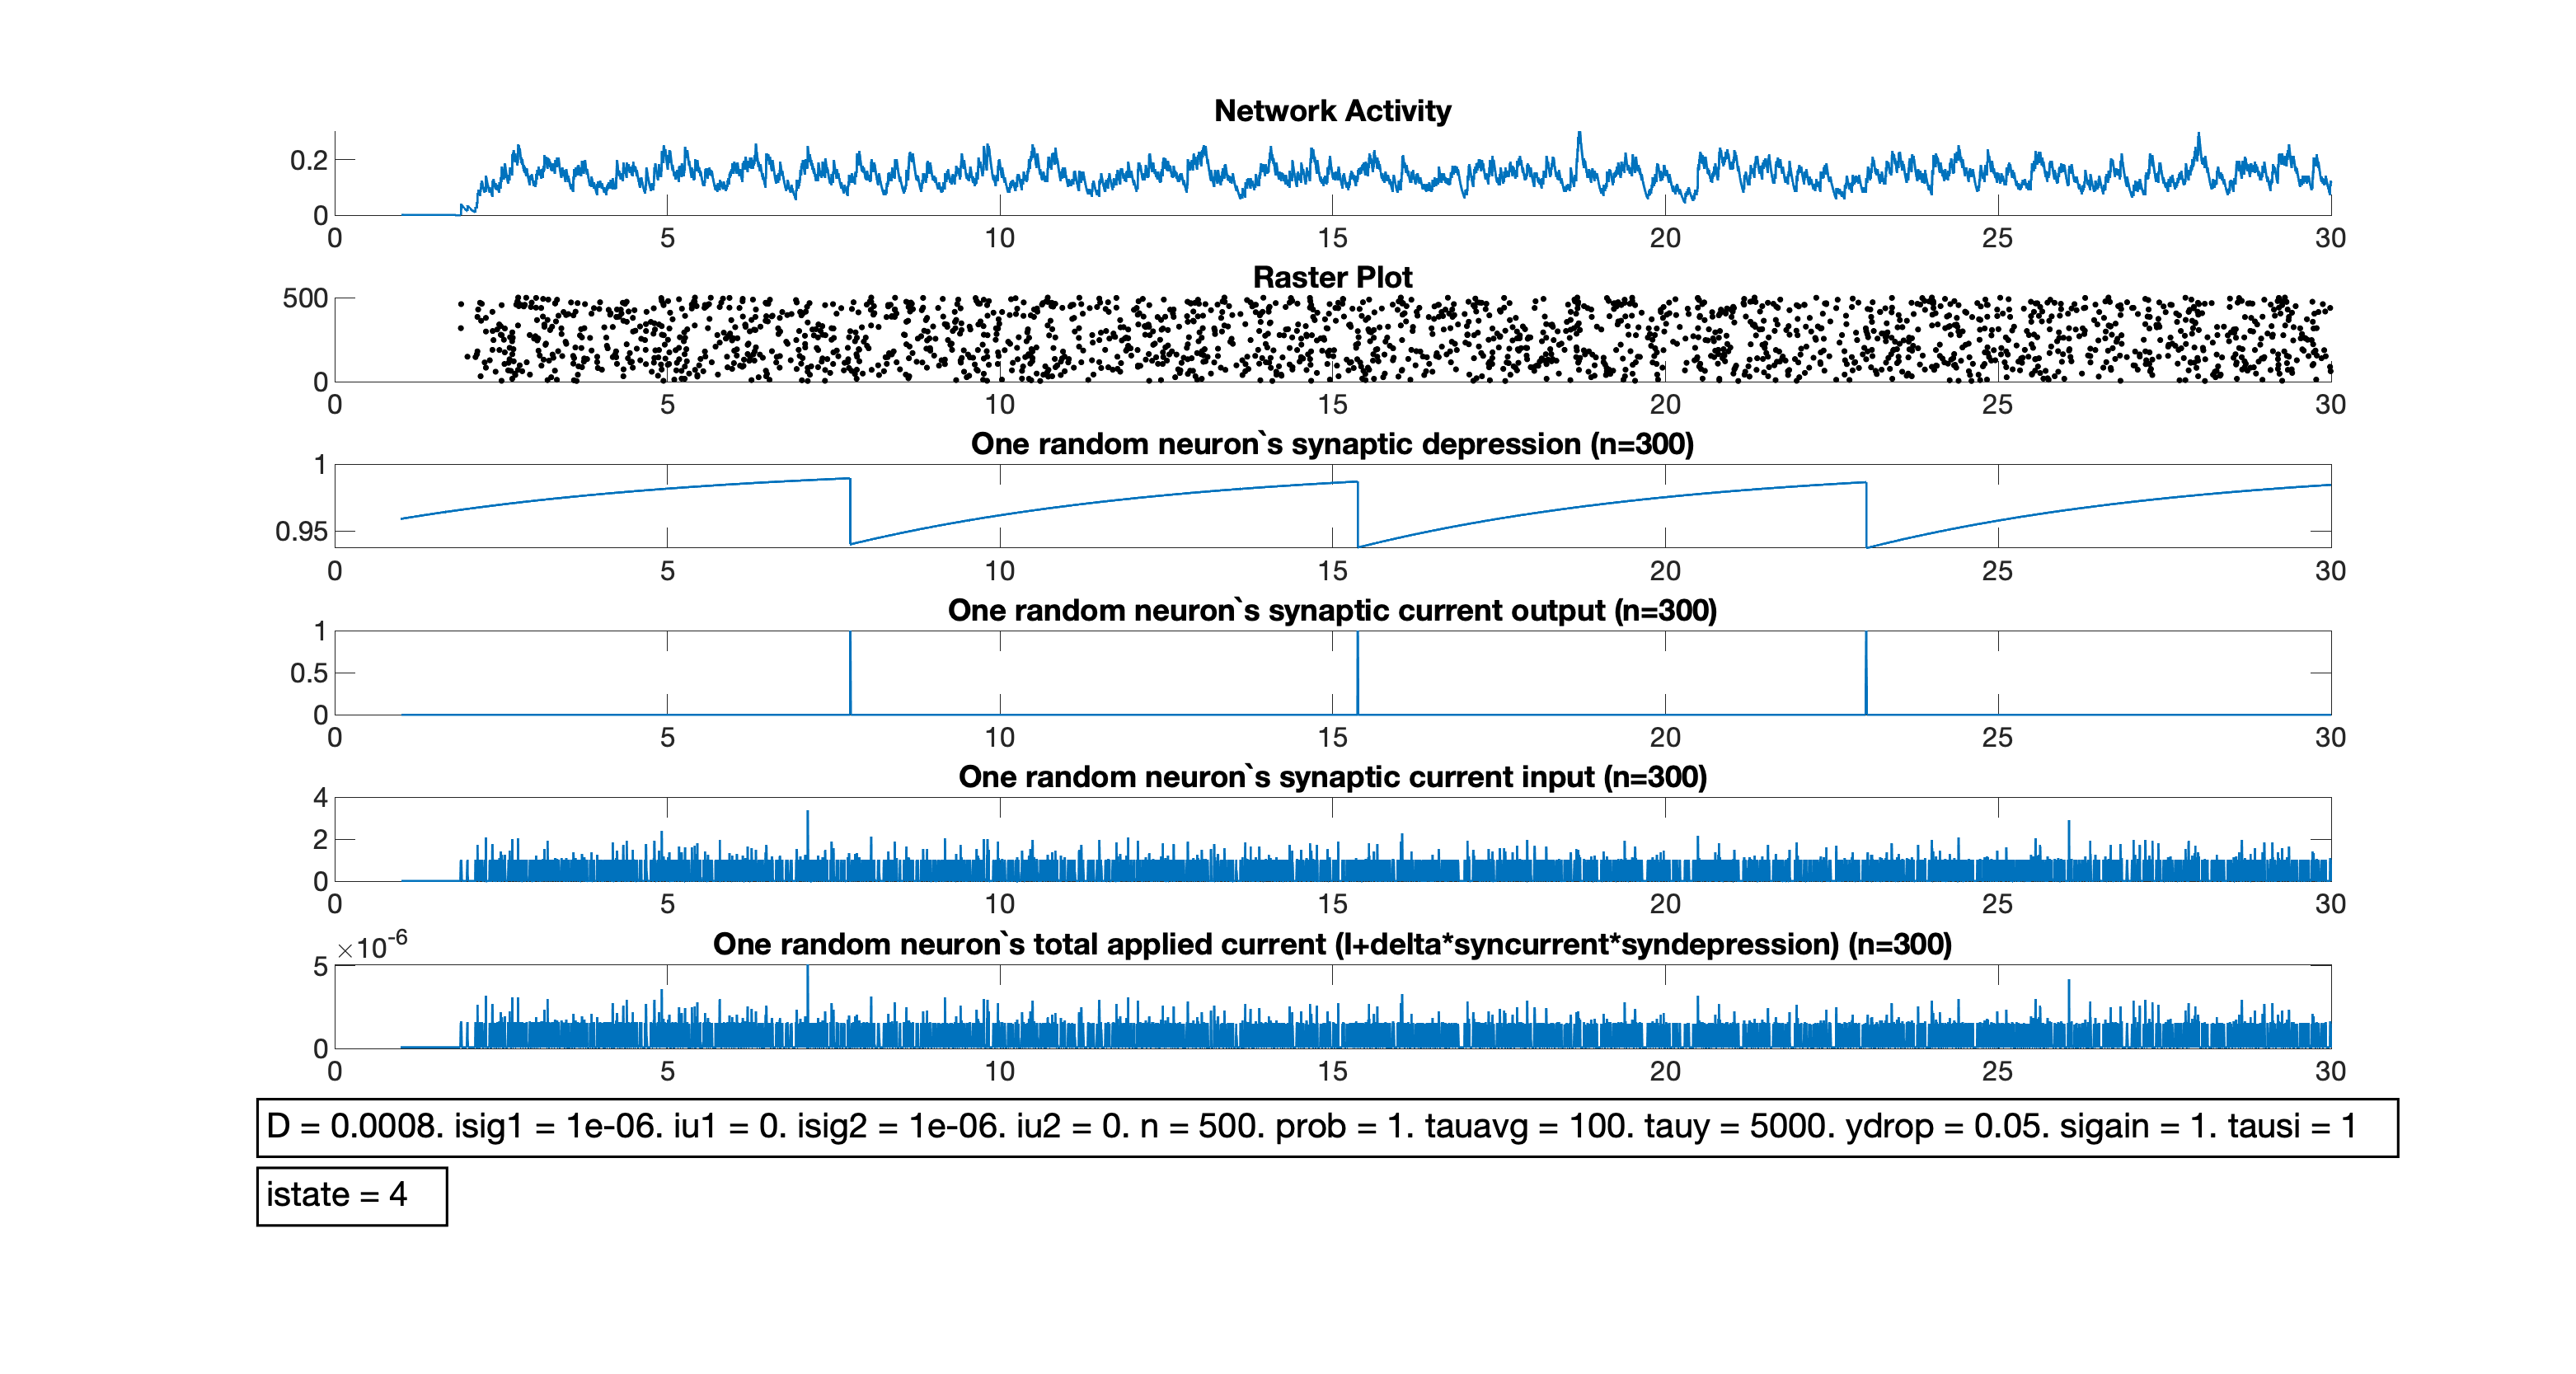 Network Activity
0.2
0
0 5 10 15 20 25 30
Raster Plot
500
0
0 5 10 15 20 25 30
One random neuron`s synaptic depression (n=300)
1
0.95
0 5 10 15 20 25 30
One random neuron`s synaptic current output (n=300)
1
0.5
0
0 5 10 15 20 25 30
One random neuron`s synaptic current input (n=300)
4
2
0
0 5 10 15 20 25 30
×10-6 One random neuron`s total applied current (I+delta*syncurrent*syndepression) (n=300)
5
0
0 5 10 15 20 25 30
D = 0.0008. isig1 = 1e-06. iu1 = 0. isig2 = 1e-06. iu2 = 0. n = 500. prob = 1. tauavg = 100. tauy = 5000. ydrop = 0.05. sigain = 1. tausi = 1
istate = 4